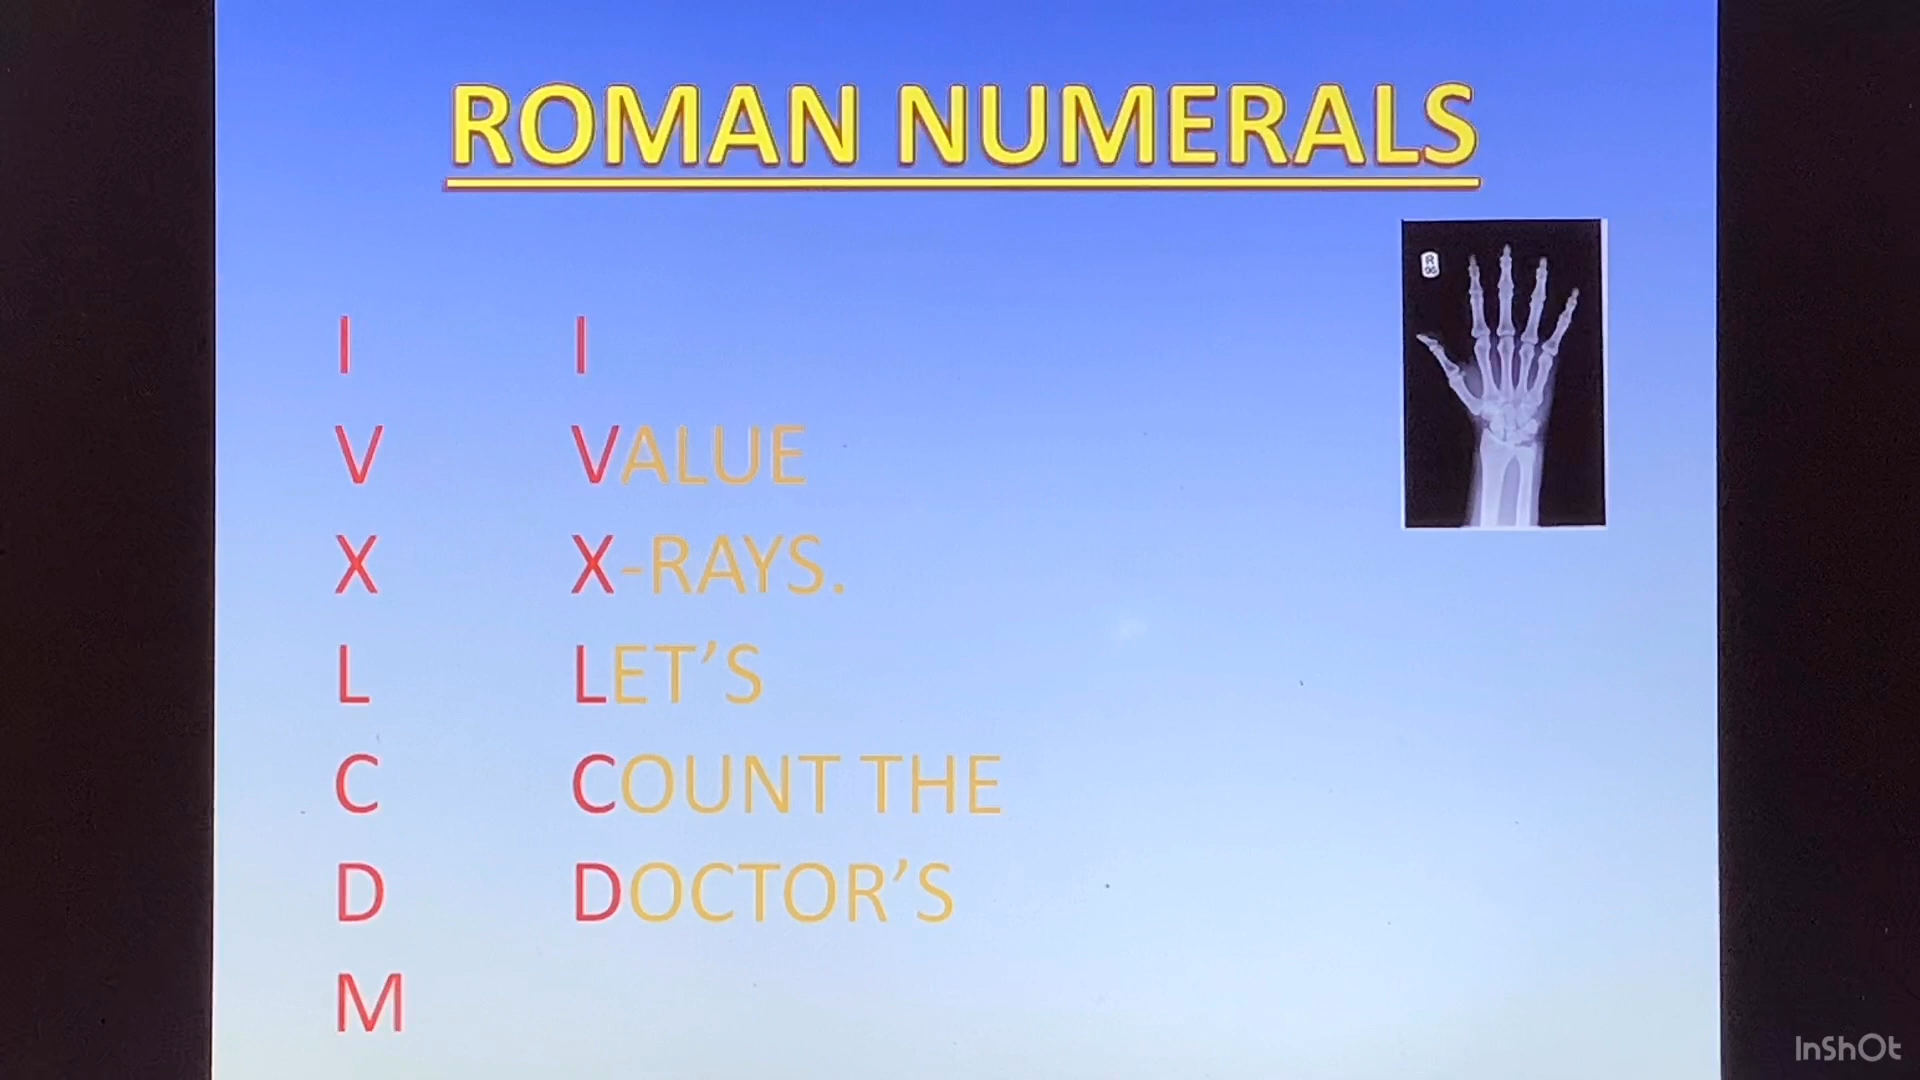 ROMAN NUMERALS
R
I I
V VALUE
X X-RAYS.
L LET'S
C COUNT THE
D DOCTOR'S
M
InShOt